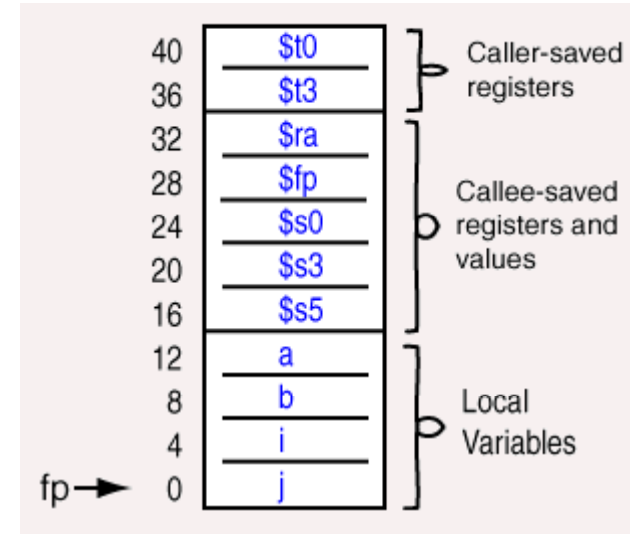 40 $t0
36 $t3
Caller-saved
registers
32 $ra
28 $fp
24 $s0
20 $s3
16 $s5
Callee-saved
registers and
values
12 a
8 b
4 i
fp 0 j
Local
Variables